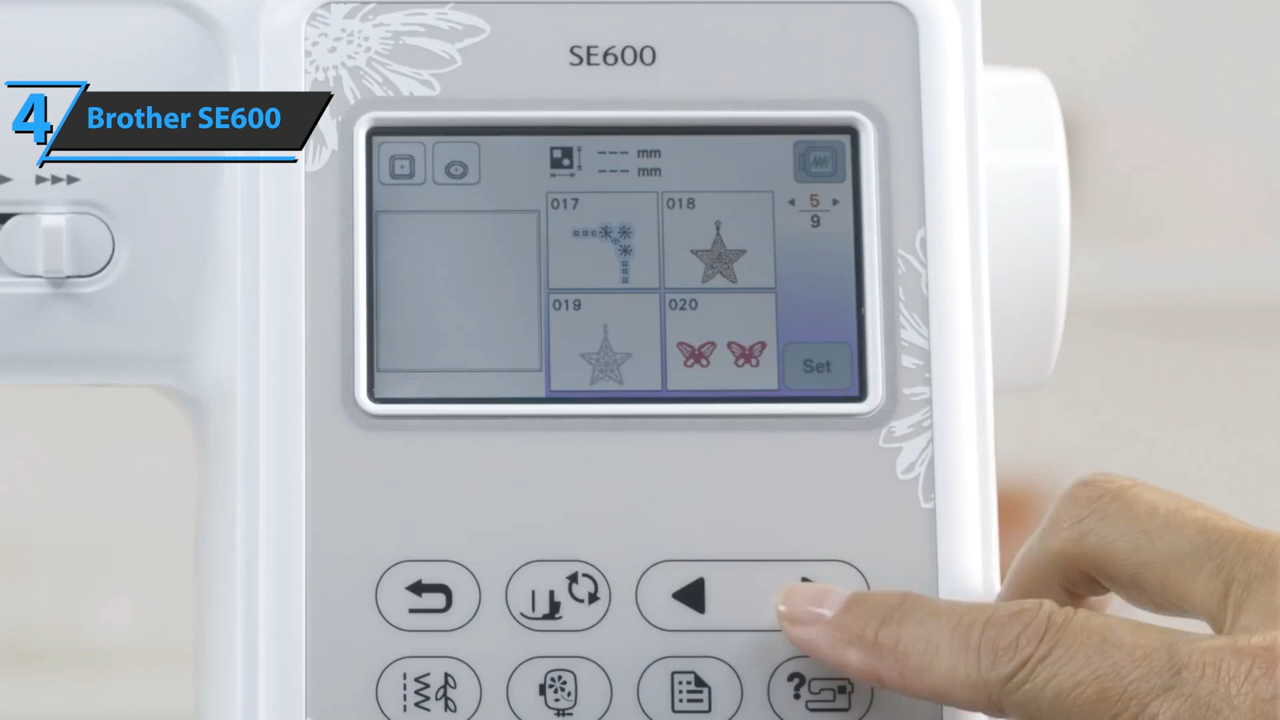 SE600
4
Brother SE600
--- mm
--- mm
017
018
5
9
019
020
Set
?